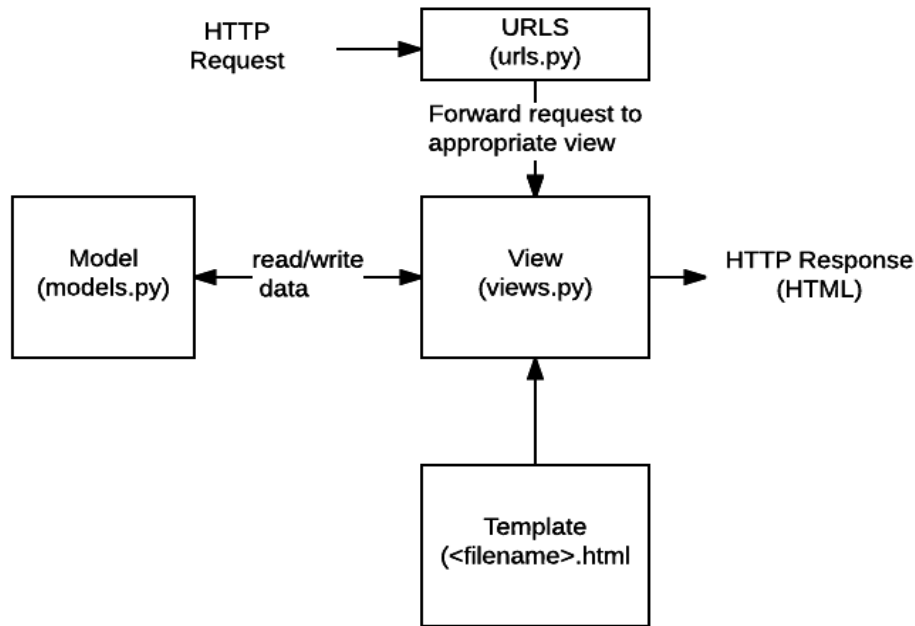 HTTP
Request
URLS
(urls.py)
Forward request to
appropriate view
Model
(models.py)
read/write
data
View
(views.py)
HTTP Response
(HTML)
Template
(<filename>.html